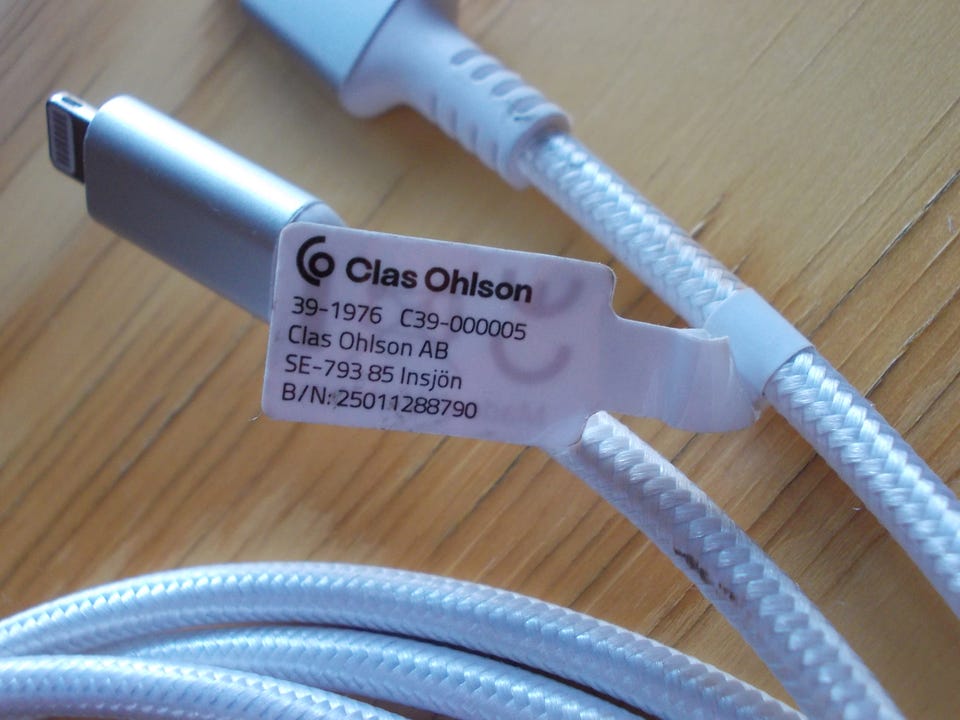 Clas Ohlson
39-1976 C39-000005
Clas Ohlson AB
SE-793 85 Insjön
B/N: 25011288790